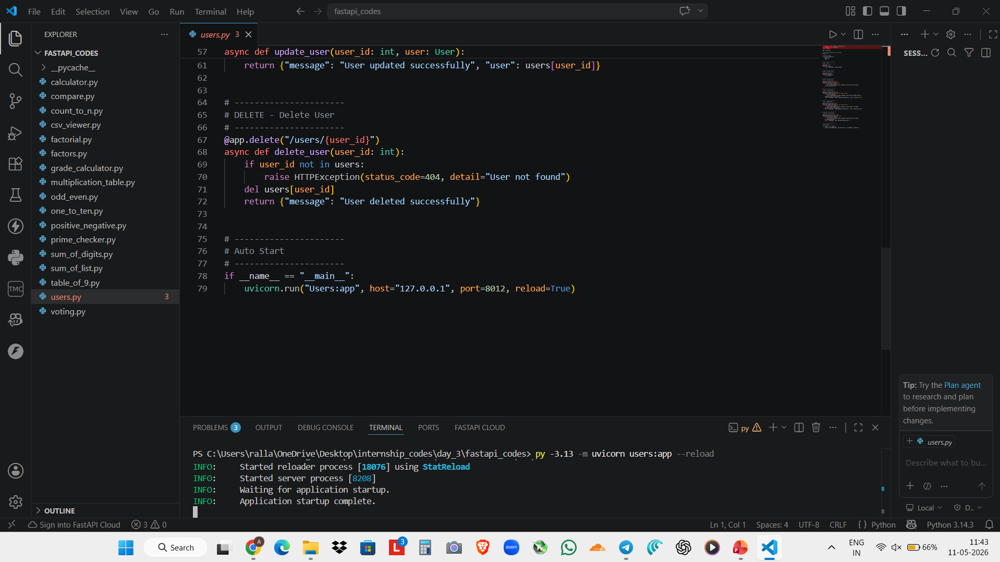 File Edit Selection View Go Run Terminal Help
fastapi_codes
EXPLORER
FASTAPI_CODES
__pycache__
calculator.py
compare.py
count_to_n.py
csv_viewer.py
factorial.py
factors.py
grade_calculator.py
multiplication_table.py
odd_even.py
one_to_ten.py
positive_negative.py
prime_checker.py
sum_of_digits.py
sum_of_list.py
table_of_9.py
users.py 3
voting.py
OUTLINE
TMC
users.py 3
57 async def update_user(user_id: int, user: User):
61 return {"message": "User updated successfully", "user": users[user_id]}
62
63
64 # ----------------------
65 # DELETE - Delete User
66 # ----------------------
67 @app.delete("/users/{user_id}")
68 async def delete_user(user_id: int):
69 if user_id not in users:
70 raise HTTPException(status_code=404, detail="User not found")
71 del users[user_id]
72 return {"message": "User deleted successfully"}
73
74
75 # ----------------------
76 # Auto Start
77 # ----------------------
78 if __name__ == "__main__":
79 uvicorn.run("Users:app", host="127.0.0.1", port=8012, reload=True)
PROBLEMS 3 OUTPUT DEBUG CONSOLE TERMINAL PORTS FASTAPI CLOUD
py
PS C:\Users\ralla\OneDrive\Desktop\internship_codes\day_3\fastapi_codes> py -3.13 -m uvicorn users:app --reload
INFO: Started reloader process [18076] using StatReload
INFO: Started server process [8208]
INFO: Waiting for application startup.
INFO: Application startup complete.
SESS...
Tip: Try the Plan agent
to research and plan
before implementing
changes.
users.py
Describe what to bu...
Local D..
Sign into FastAPI Cloud 3 0
Ln 1, Col 1 Spaces: 4 UTF-8 CRLF { } Python Python 3.14.3
Search
A
L 3
zoom
P
ENG
IN
66%
11:43
11-05-2026